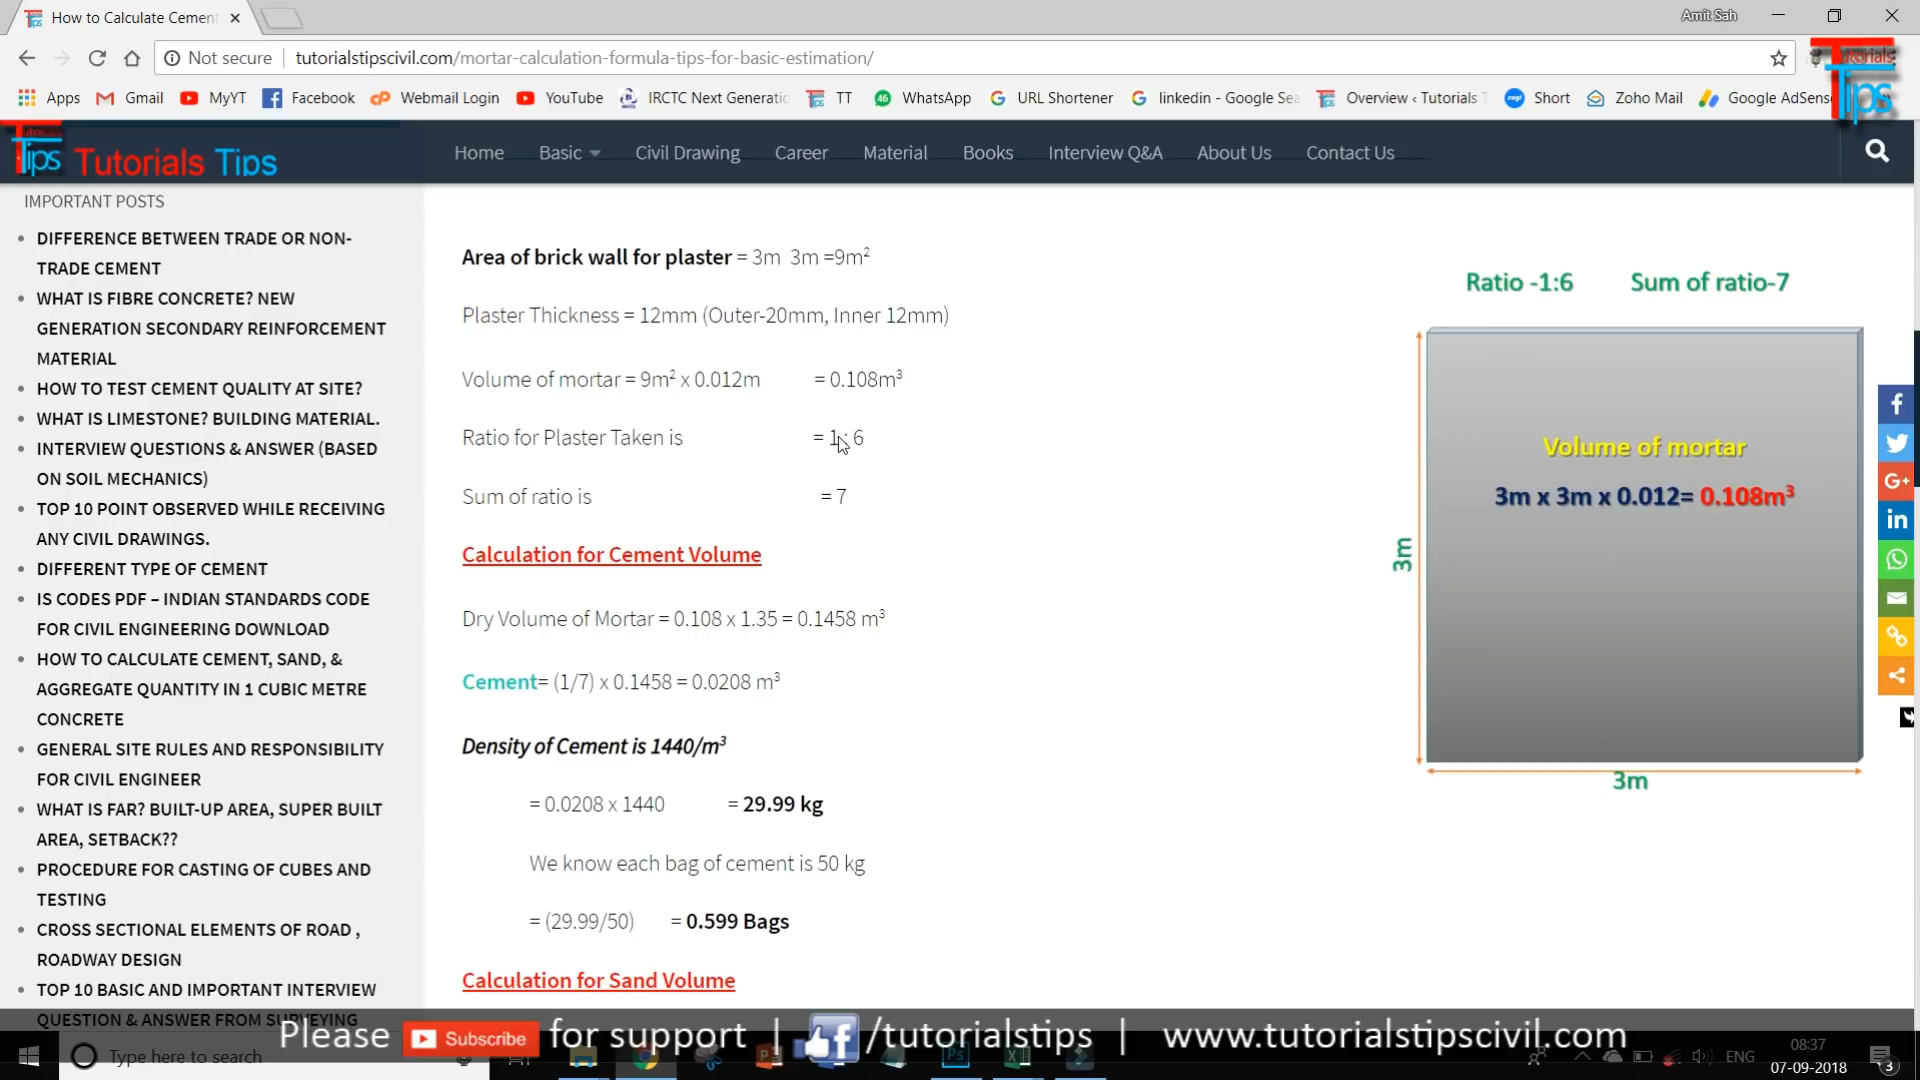 How to Calculate Cement
Amit Sah
Not secure
tutorialstipscivil.com/mortar-calculation-formula-tips-for-basic-estimation/
Apps Gmail MyYT Facebook Webmail Login YouTube IRCTC Next Generatio TT WhatsApp URL Shortener linkedin - Google Sea Overview ‹ Tutorials Short Zoho Mail Google AdSens
Tutorials
Tips
Tips Tutorials Tips
Home Basic Civil Drawing Career Material Books Interview Q&A About Us Contact Us
IMPORTANT POSTS
DIFFERENCE BETWEEN TRADE OR NON-
TRADE CEMENT
WHAT IS FIBRE CONCRETE? NEW
GENERATION SECONDARY REINFORCEMENT
MATERIAL
HOW TO TEST CEMENT QUALITY AT SITE?
WHAT IS LIMESTONE? BUILDING MATERIAL.
INTERVIEW QUESTIONS & ANSWER (BASED
ON SOIL MECHANICS)
TOP 10 POINT OBSERVED WHILE RECEIVING
ANY CIVIL DRAWINGS.
DIFFERENT TYPE OF CEMENT
IS CODES PDF – INDIAN STANDARDS CODE
FOR CIVIL ENGINEERING DOWNLOAD
HOW TO CALCULATE CEMENT, SAND, &
AGGREGATE QUANTITY IN 1 CUBIC METRE
CONCRETE
GENERAL SITE RULES AND RESPONSIBILITY
FOR CIVIL ENGINEER
WHAT IS FAR? BUILT-UP AREA, SUPER BUILT
AREA, SETBACK??
PROCEDURE FOR CASTING OF CUBES AND
TESTING
CROSS SECTIONAL ELEMENTS OF ROAD ,
ROADWAY DESIGN
TOP 10 BASIC AND IMPORTANT INTERVIEW
QUESTION & ANSWER FROM SURVEYING
Area of brick wall for plaster = 3m 3m =9m²
Plaster Thickness = 12mm (Outer-20mm, Inner 12mm)
Volume of mortar = 9m² x 0.012m = 0.108m³
Ratio for Plaster Taken is = 1 : 6
Sum of ratio is = 7
Calculation for Cement Volume
Dry Volume of Mortar = 0.108 x 1.35 = 0.1458 m³
Cement= (1/7) x 0.1458 = 0.0208 m³
Density of Cement is 1440/m³
= 0.0208 x 1440 = 29.99 kg
We know each bag of cement is 50 kg
= (29.99/50) = 0.599 Bags
Calculation for Sand Volume
Ratio -1:6 Sum of ratio-7
Volume of mortar
3m x 3m x 0.012= 0.108m³
3m
3m
Please Subscribe for support | /tutorialstips | www.tutorialstipscivil.com
Type here to search
ENG
08:37
07-09-2018
3